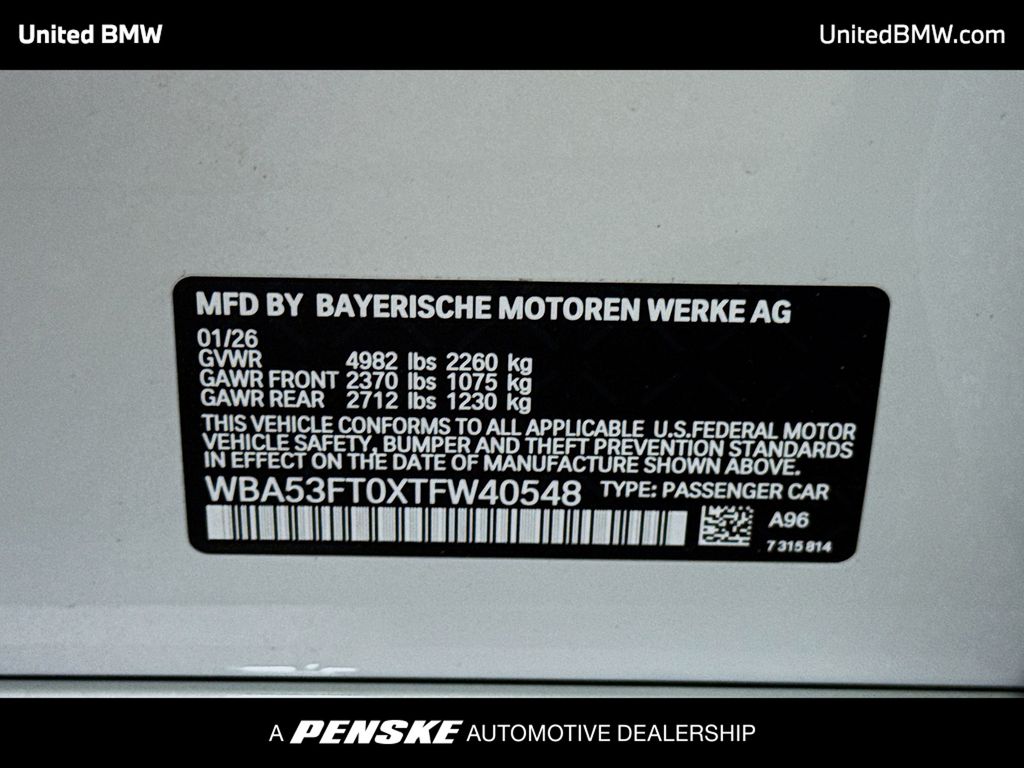 United BMW
UnitedBMW.com
MFD BY BAYERISCHE MOTOREN WERKE AG
01/26
GVWR 4982 lbs 2260 kg
GAWR FRONT 2370 lbs 1075 kg
GAWR REAR 2712 lbs 1230 kg
THIS VEHICLE CONFORMS TO ALL APPLICABLE U.S.FEDERAL MOTOR
VEHICLE SAFETY, BUMPER AND THEFT PREVENTION STANDARDS
IN EFFECT ON THE DATE OF MANUFACTURE SHOWN ABOVE.
WBA53FT0XTFW40548 TYPE: PASSENGER CAR
A96
7 315 814
A PENSKE AUTOMOTIVE DEALERSHIP